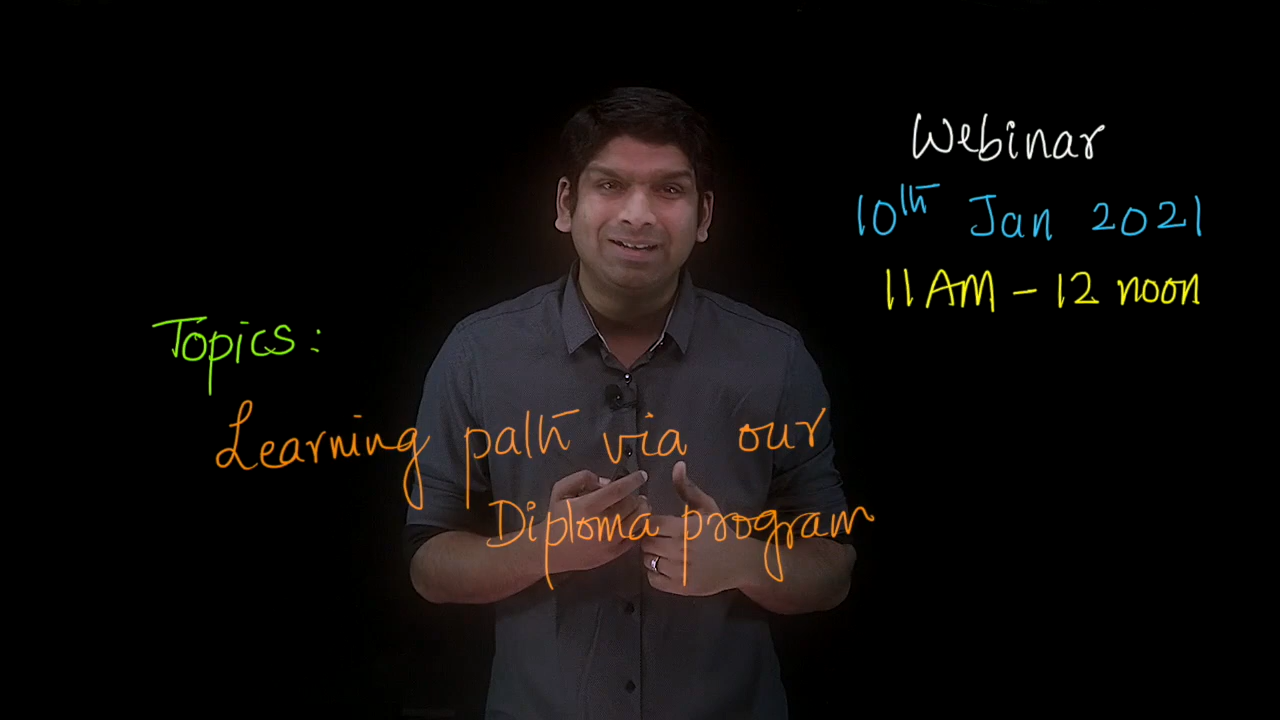 Webinar
10th Jan 2021
11 AM - 12 noon
Topics:
Learning path via our
Diploma program